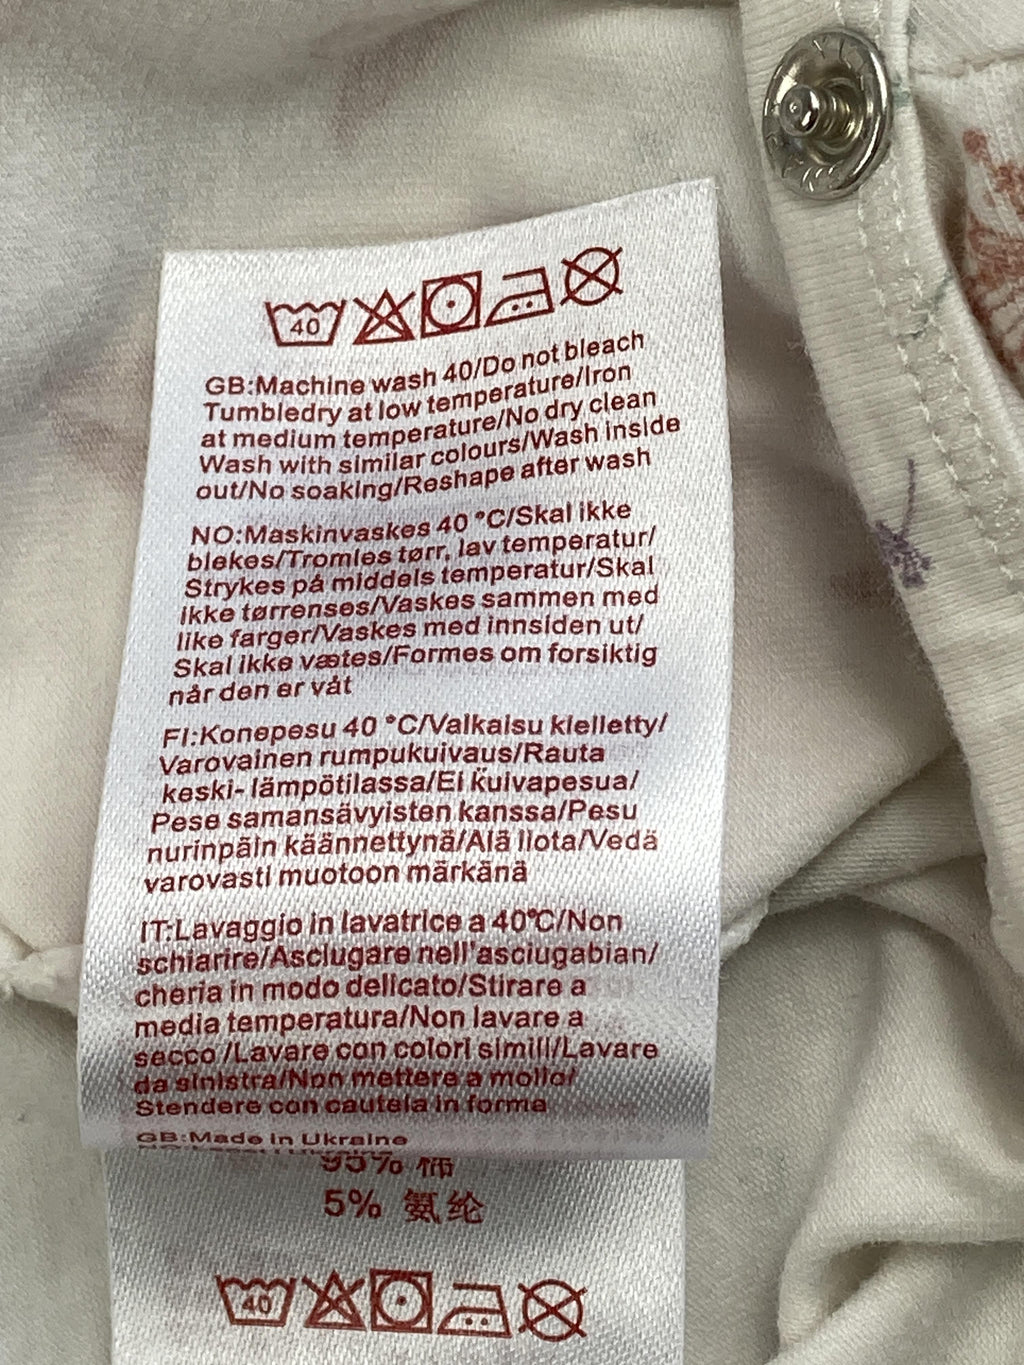 40
GB:Machine wash 40/Do not bleach
Tumbledry at low temperature/Iron
at medium temperature/No dry clean
Wash with similar colours/Wash inside
out/No soaking/Reshape after wash
NO:Maskinvaskes 40 °C/Skal ikke
blekes/Tromles tørr, lav temperatur/
Strykes på middels temperatur/Skal
ikke tørrenses/Vaskes sammen med
like farger/Vaskes med innsiden ut/
Skal ikke væstes/Formes om forsiktig
når den er våt
FI:Konepesu 40 °C/Valkaisu kielletty/
Varovainen rumpukuivaus/Rauta
keski- lämpötilassa/Ei kuivapesua/
Pese samansävyisten kanssa/Pesu
nurinpäin käännettynä/Älä liota/Vedä
varovasti muotoon märkänä
IT:Lavaggio in lavatrice a 40°C/Non
schiarire/Asciugare nell'asciugabian/
cheria in modo delicato/Stirare a
media temperatura/Non lavare a
secco /Lavare con colori simili/Lavare
da sinistra/Non mettere a mollo/
Stendere con cautela in forma
GB:Made in Ukraine
95% 棉
5% 氨纶
40